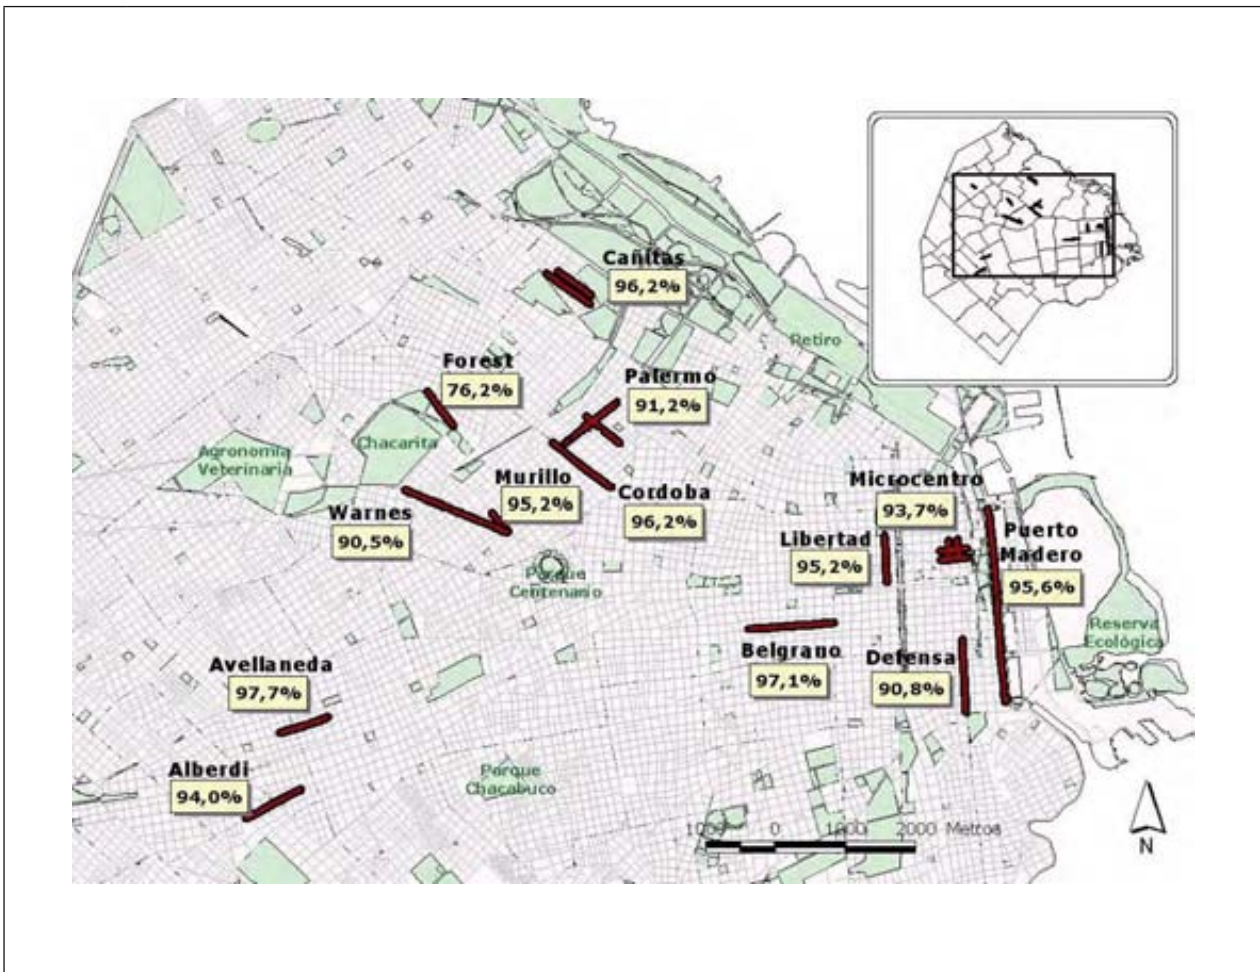 Cañitas
96,2%
Retiro
Forest
76,2%
Palermo
91,2%
Chacarita
Agronomia
Veterinaria
Murillo
95,2%
Cordoba
96,2%
Warnes
90,5%
Microcentro
93,7%
Libertad
95,2%
Puerto
Madero
95,6%
Parque
Centenario
Belgrano
97,1%
Defensa
90,8%
Reserva
Ecológica
Avellaneda
97,7%
Alberdi
94,0%
Parque
Chacabuco
1000 0 1000 2000 Metros
N